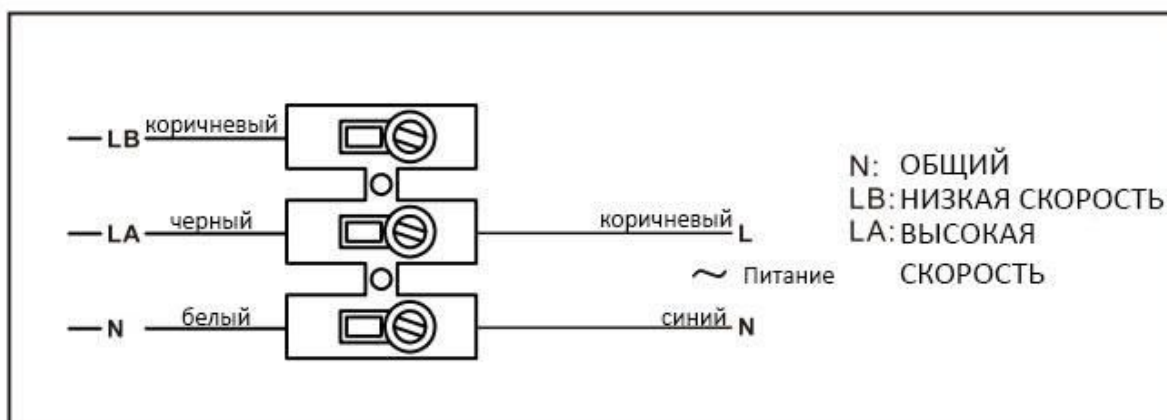 LB коричневый
LA черный
N белый
коричневый L
~ Питание
синий N
N: ОБЩИЙ
LB: НИЗКАЯ СКОРОСТЬ
LA: ВЫСОКАЯ
СКОРОСТЬ